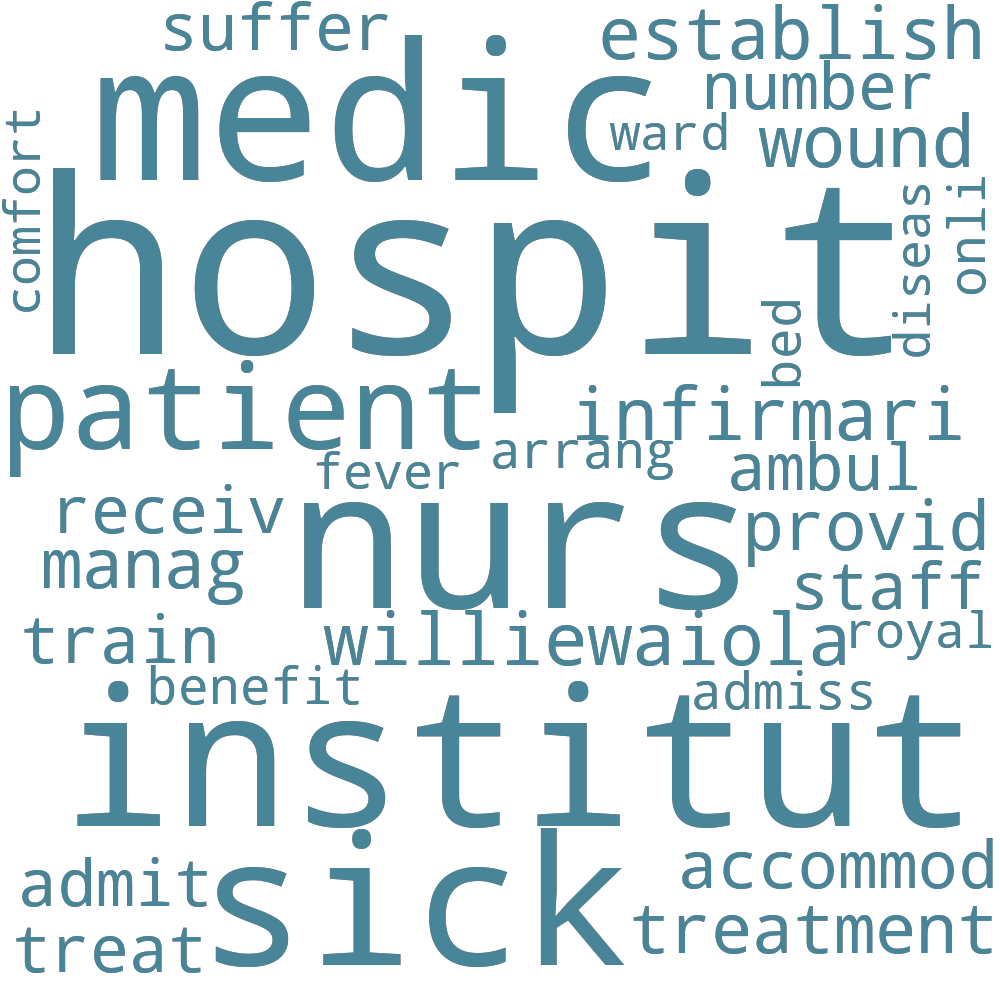 suffer
establish
medic
number
comfort
ward
wound
hospit
diseas
onli
bed
patient
infirmari
arrang
fever
ambul
receiv
nurs
provid
manag
staff
train
williewaiola
royal
benefit
admiss
institut
sick
admit
accommod
treat
treatment